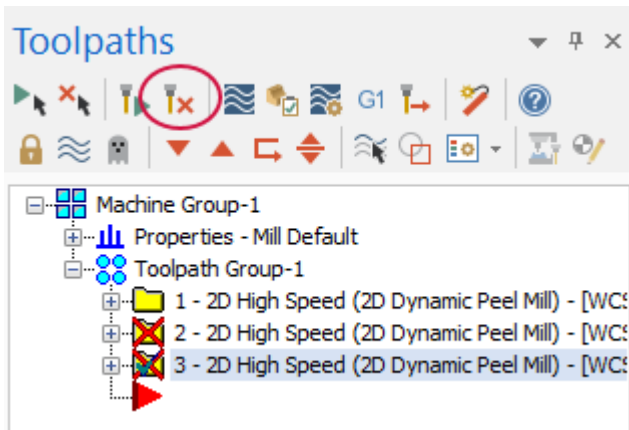 Toolpaths
G1
Machine Group-1
Properties - Mill Default
Toolpath Group-1
1 - 2D High Speed (2D Dynamic Peel Mill) - [WCS
2 - 2D High Speed (2D Dynamic Peel Mill) - [WCS
3 - 2D High Speed (2D Dynamic Peel Mill) - [WCS